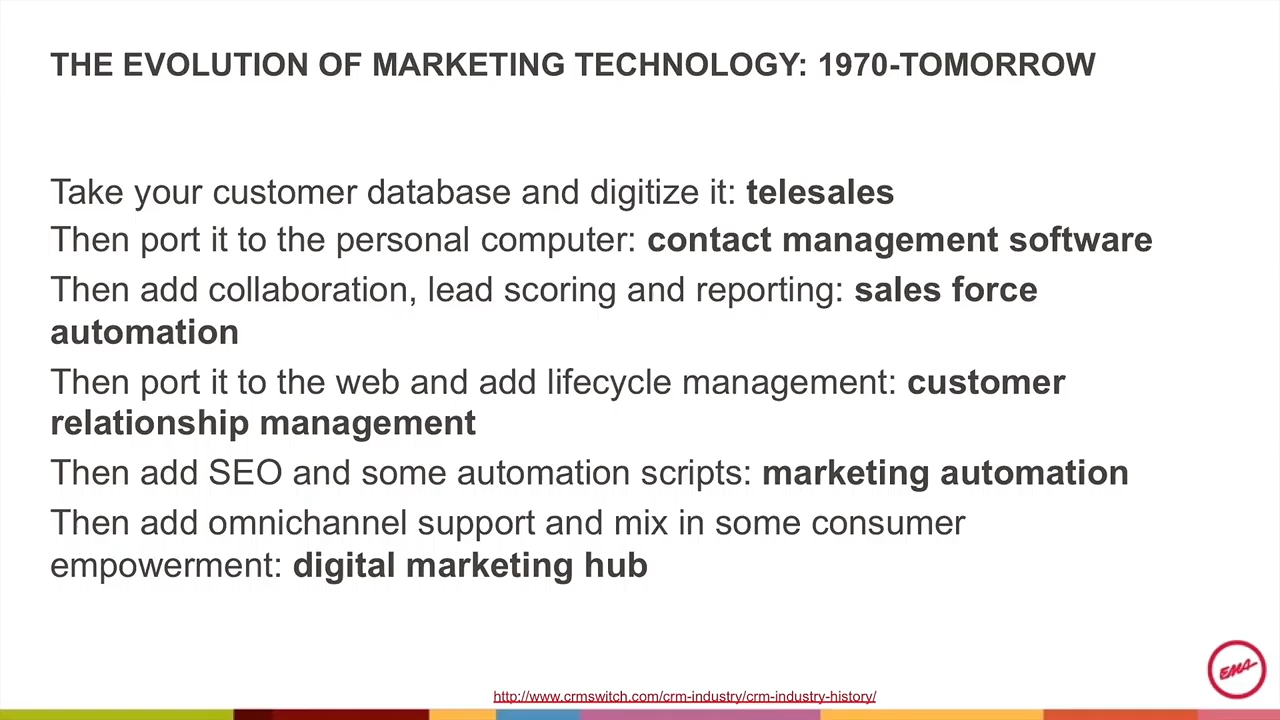 THE EVOLUTION OF MARKETING TECHNOLOGY: 1970-TOMORROW
Take your customer database and digitize it: telesales
Then port it to the personal computer: contact management software
Then add collaboration, lead scoring and reporting: sales force
automation
Then port it to the web and add lifecycle management: customer
relationship management
Then add SEO and some automation scripts: marketing automation
Then add omnichannel support and mix in some consumer
empowerment: digital marketing hub
http://www.crmswitch.com/crm-industry/crm-industry-history/
EMA